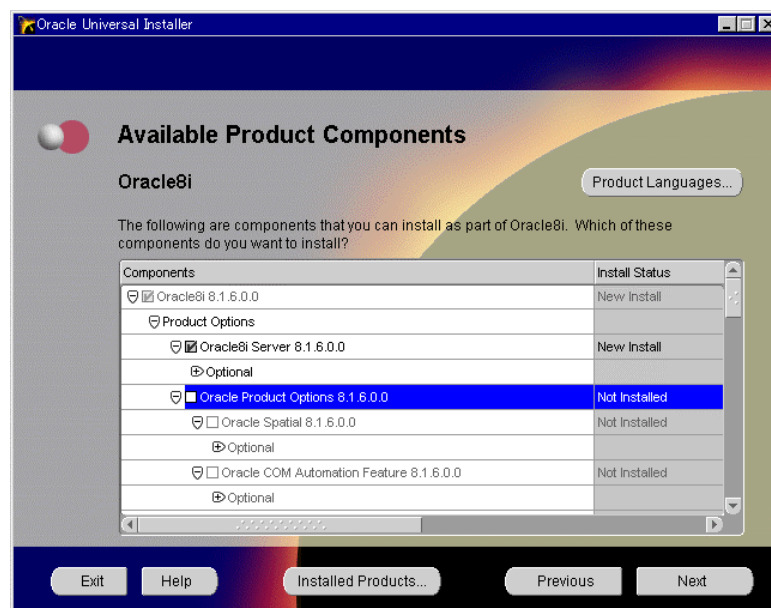 Oracle Universal Installer
Available Product Components
Oracle8i
Product Languages...
The following are components that you can install as part of Oracle8i. Which of these
components do you want to install?
Components Install Status
Oracle8i 8.1.6.0.0 New Install
Product Options
Oracle8i Server 8.1.6.0.0 New Install
Optional
Oracle Product Options 8.1.6.0.0 Not Installed
Oracle Spatial 8.1.6.0.0 Not Installed
Optional
Oracle COM Automation Feature 8.1.6.0.0 Not Installed
Optional
Exit Help Installed Products... Previous Next